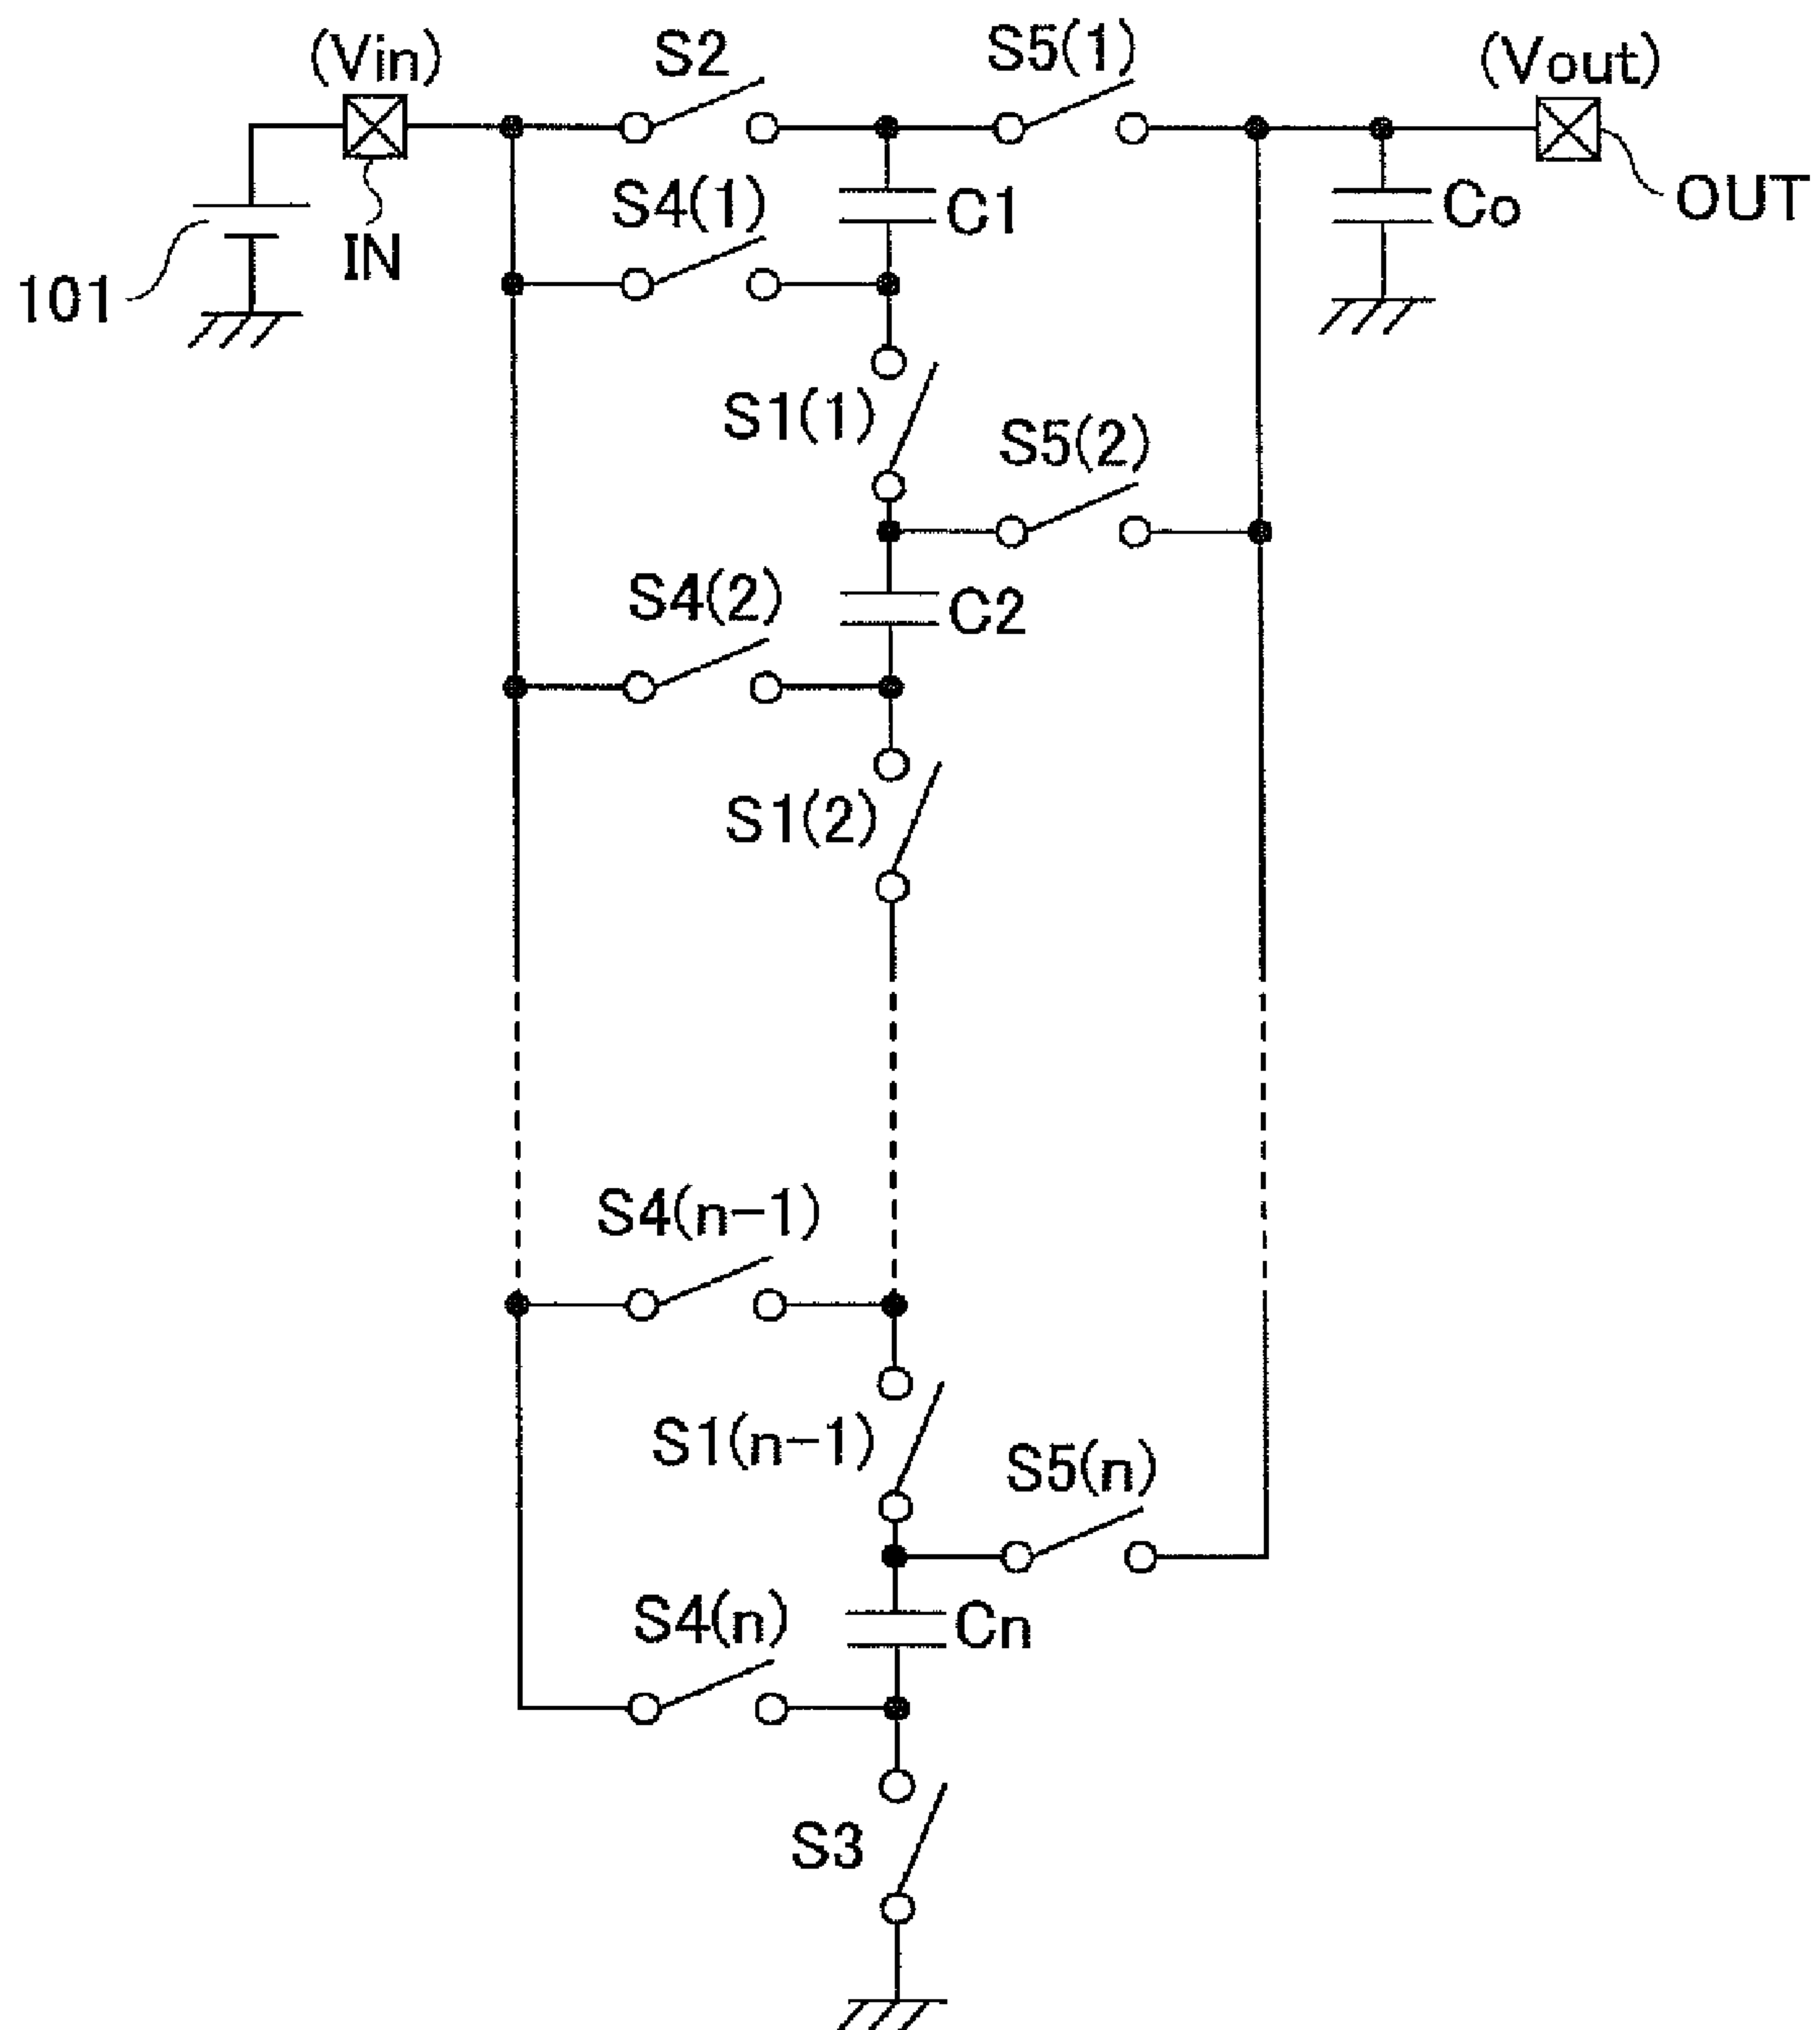 (Vin)
S2
S5(1)
(Vout)
S4(1)
C1
Co
OUT
IN
101
S1(1)
S5(2)
S4(2)
C2
S1(2)
S4(n-1)
S1(n-1)
S5(n)
S4(n)
Cn
S3